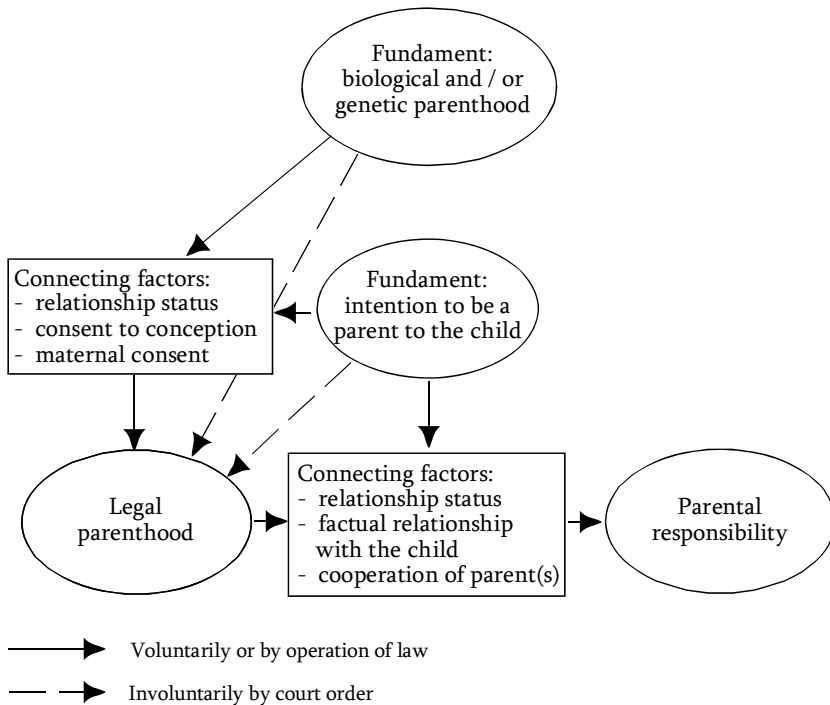 Fundament:
biological and / or
genetic parenthood
Connecting factors:
- relationship status
- consent to conception
- maternal consent
Fundament:
intention to be a
parent to the child
Legal
parenthood
Connecting factors:
- relationship status
- factual relationship
with the child
- cooperation of parent(s)
Parental
responsibility
Voluntarily or by operation of law
Involuntarily by court order